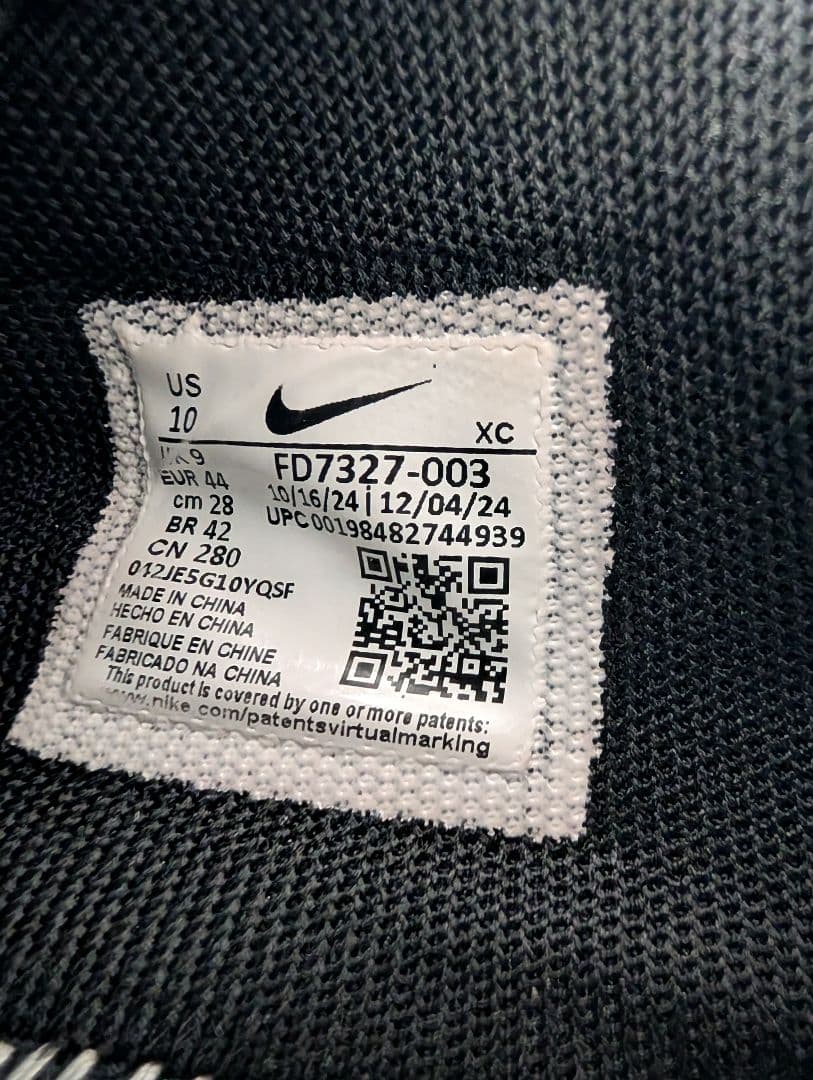 US
10
XC
UK 9
FD7327-003
EUR 44
10/16/24 | 12/04/24
cm 28
UPC 00198482744939
BR 42
CN 280
012JE5G10YQSF
MADE IN CHINA
HECHO EN CHINA
FABRIQUE EN CHINE
FABRICADO NA CHINA
This product is covered by one or more patents:
www.nike.com/patentsvirtualmarking